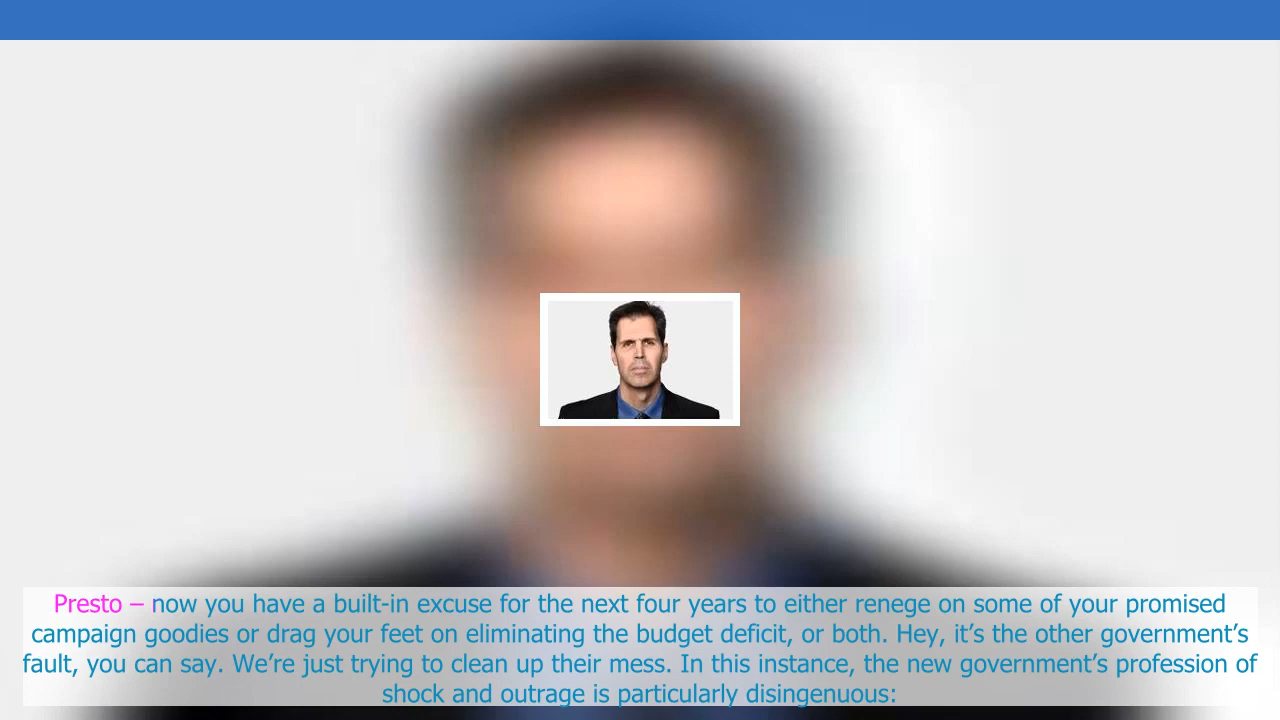 Presto – now you have a built-in excuse for the next four years to either renege on some of your promised
campaign goodies or drag your feet on eliminating the budget deficit, or both. Hey, it’s the other government’s
fault, you can say. We’re just trying to clean up their mess. In this instance, the new government’s profession of
shock and outrage is particularly disingenuous: